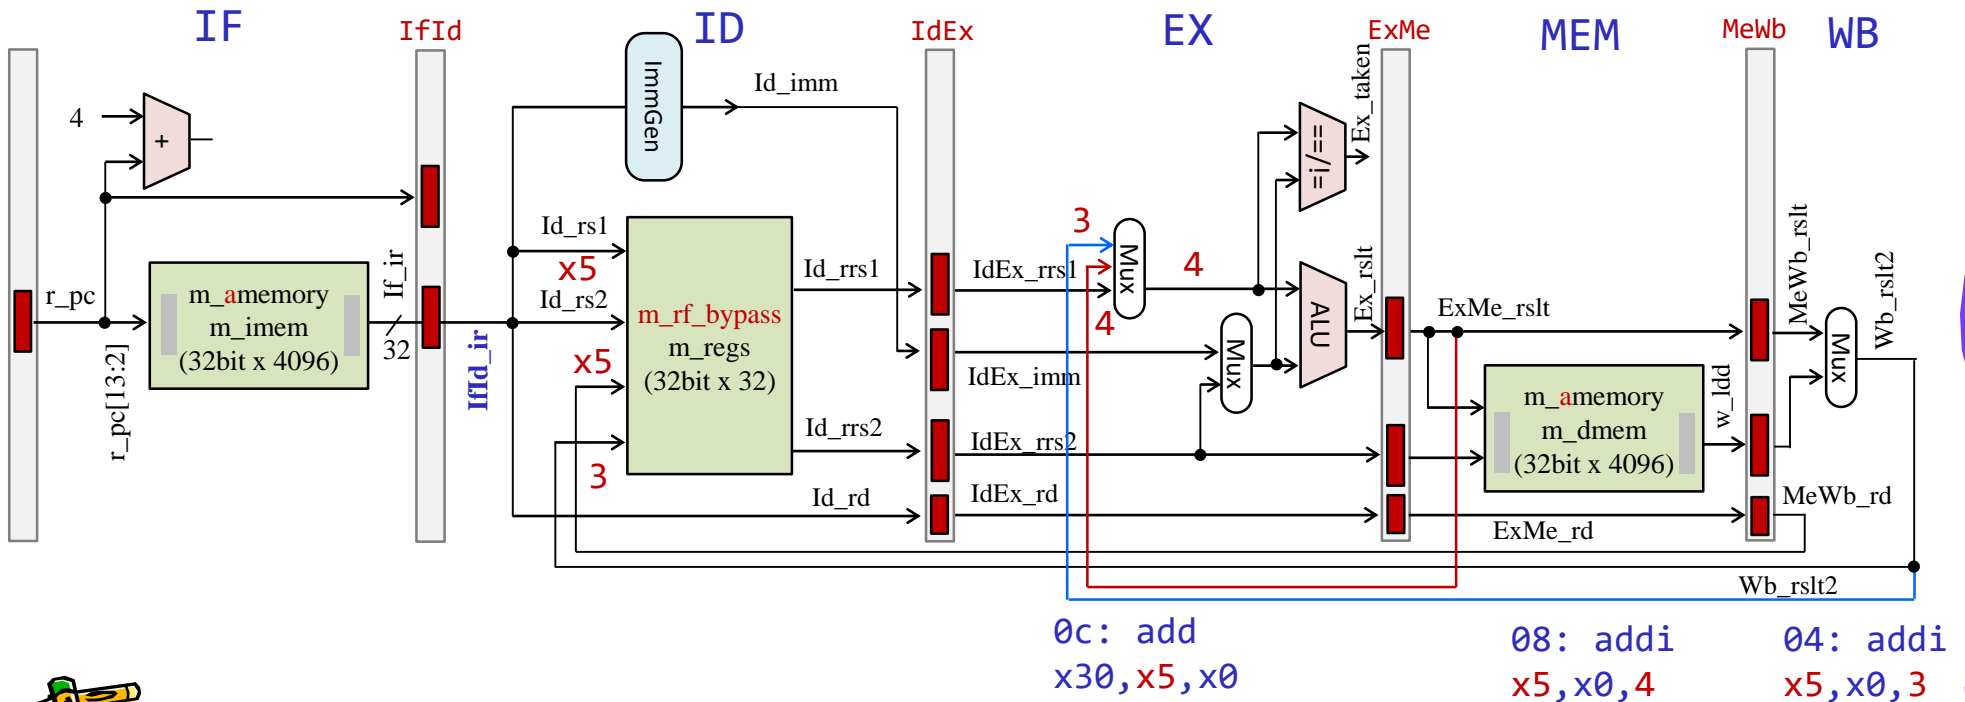 IF
IfId
ID
IdEx
EX
ExMe
MEM
MeWb
WB
4
+
ImmGen
Id_imm
==/!=
Ex_taken
r_pc
r_pc[13:2]
m_amemory
m_imem
(32bit x 4096)
If_ir
32
IfId_ir
Id_rs1
x5
Id_rs2
x5
3
m_rf_bypass
m_regs
(32bit x 32)
Id_rrs1
Id_rrs2
Id_rd
IdEx_rrs1
IdEx_imm
IdEx_rrs2
IdEx_rd
3
4
Mux
4
Mux
ALU
Ex_rslt
ExMe_rslt
m_amemory
m_dmem
(32bit x 4096)
w_ldd
ExMe_rd
MeWb_rslt
Mux
Wb_rslt2
MeWb_rd
Wb_rslt2
0c: add
x30,x5,x0
08: addi
x5,x0,4
04: addi
x5,x0,3